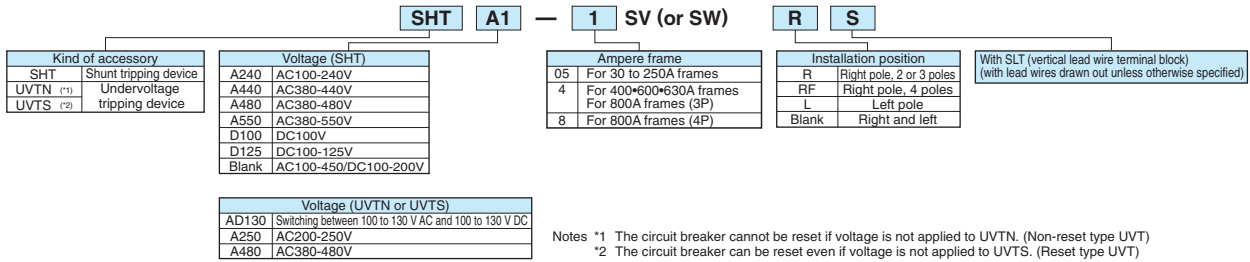 SHT A1 — 1 SV (or SW) R S
Kind of accessory
SHT Shunt tripping device
UVTN (*1) Undervoltage
UVTS (*2) tripping device
Voltage (SHT)
A240 AC100-240V
A440 AC380-440V
A480 AC380-480V
A550 AC380-550V
D100 DC100V
D125 DC100-125V
Blank AC100-450/DC100-200V
Ampere frame
05 For 30 to 250A frames
4 For 400•600•630A frames
For 800A frames (3P)
8 For 800A frames (4P)
Installation position
R Right pole, 2 or 3 poles
RF Right pole, 4 poles
L Left pole
Blank Right and left
With SLT (vertical lead wire terminal block)
(with lead wires drawn out unless otherwise specified)
Voltage (UVTN or UVTS)
AD130 Switching between 100 to 130 V AC and 100 to 130 V DC
A250 AC200-250V
A480 AC380-480V
Notes *1 The circuit breaker cannot be reset if voltage is not applied to UVTN. (Non-reset type UVT)
*2 The circuit breaker can be reset even if voltage is not applied to UVTS. (Reset type UVT)